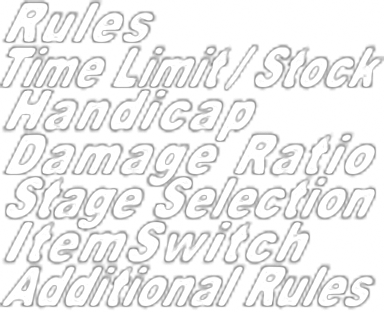 Rules
Time Limit/Stock
Handicap
Damage Ratio
Stage Selection
ItemSwitch
Additional Rules